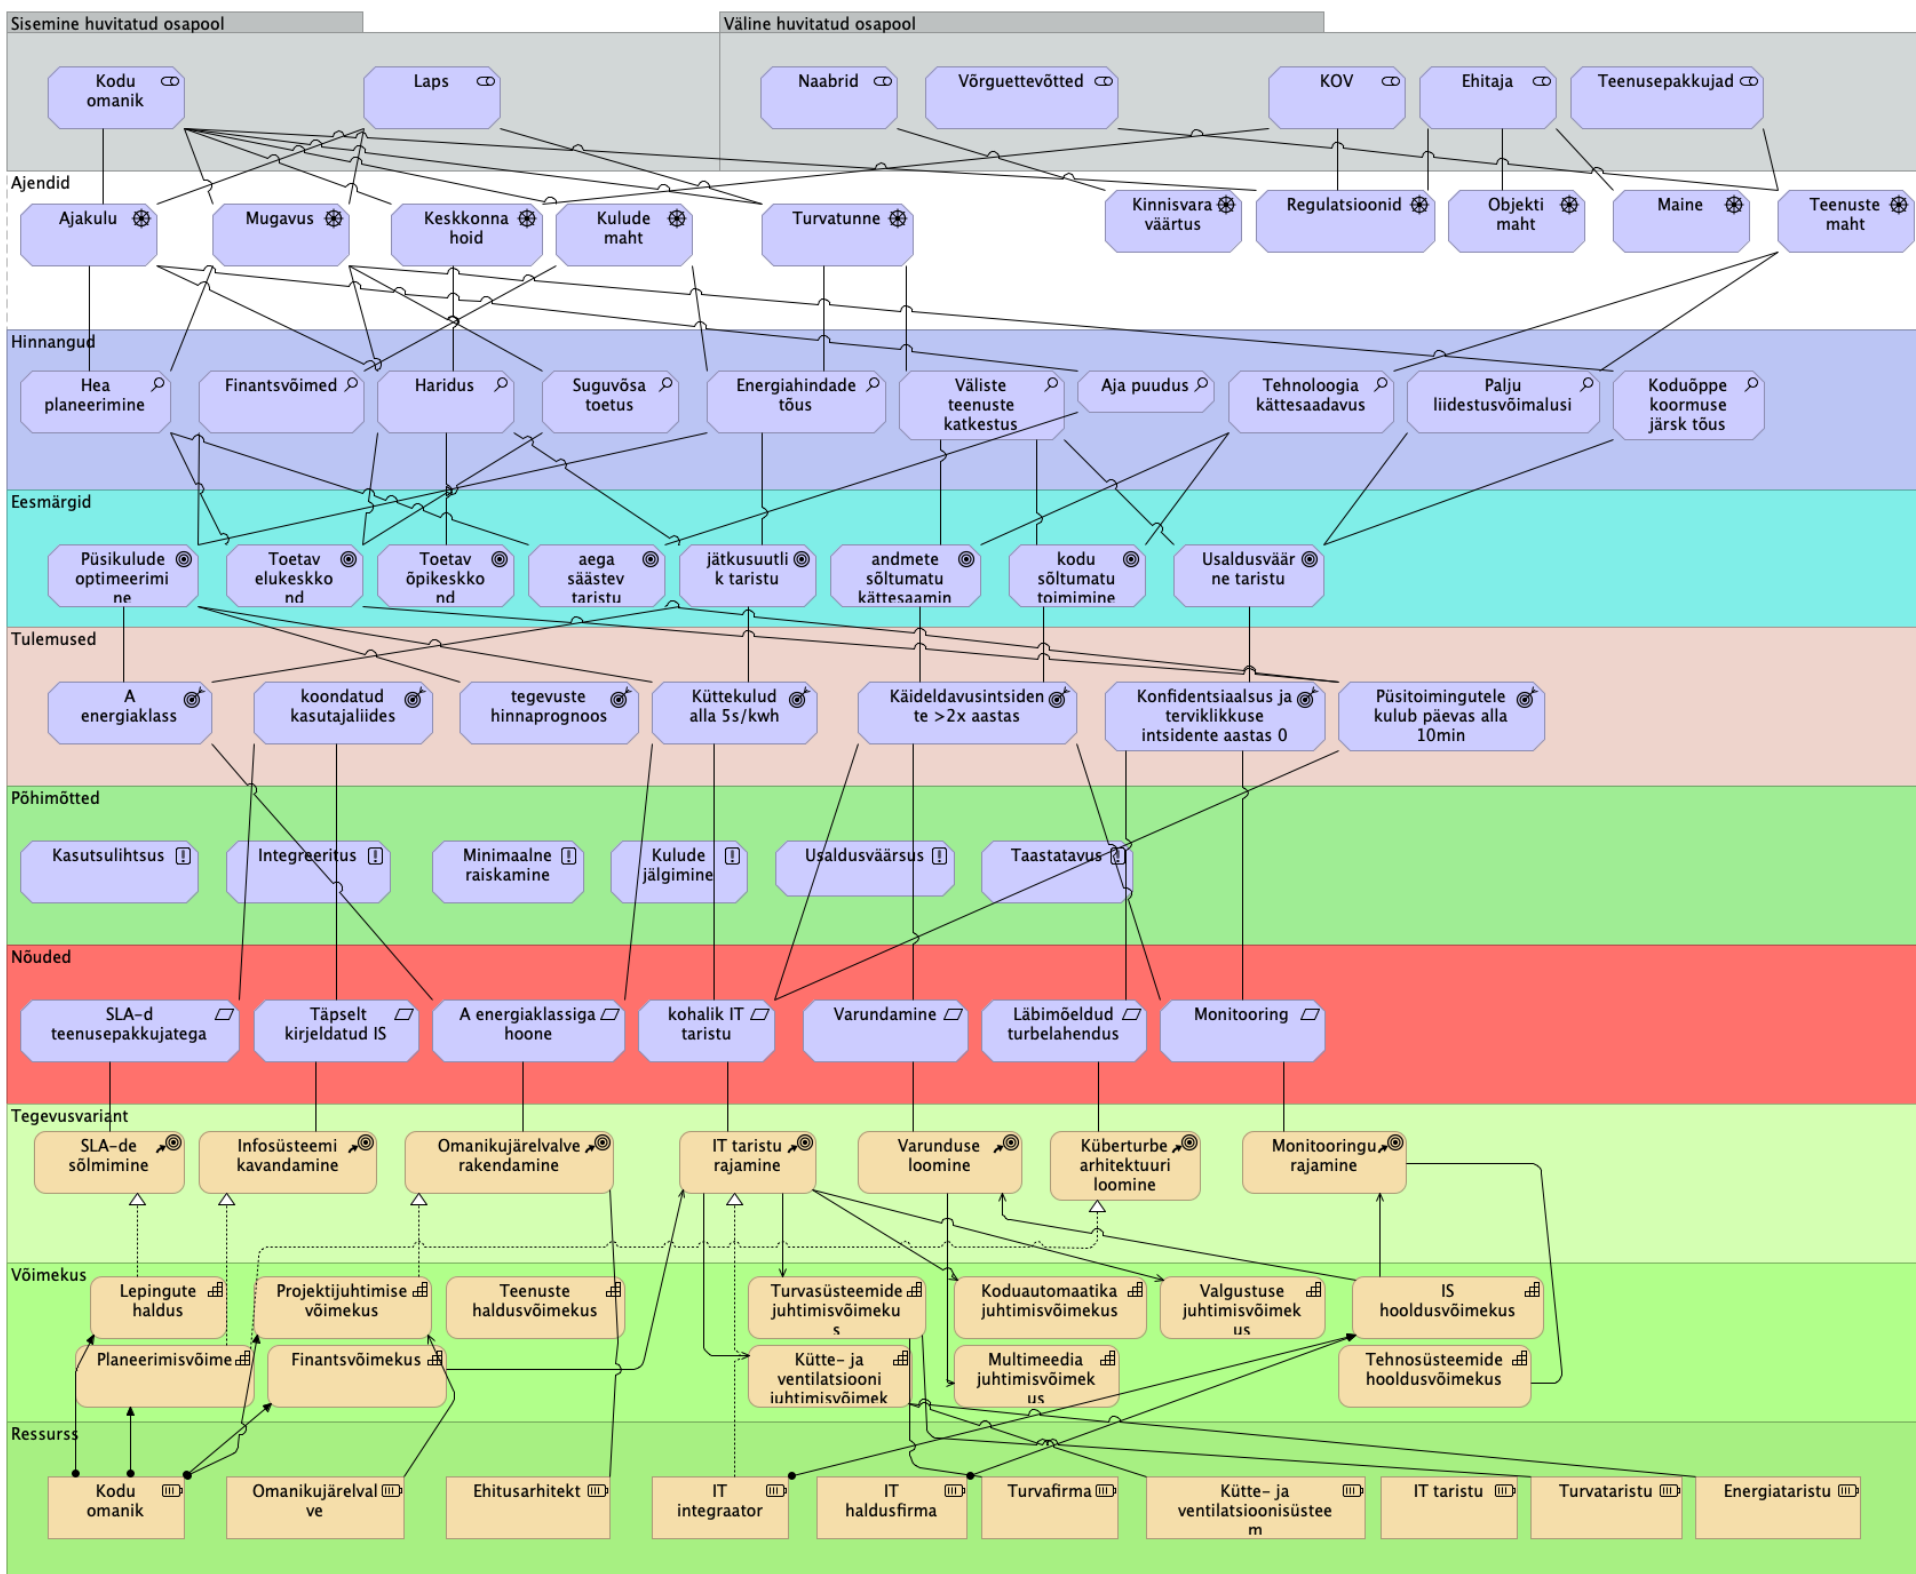 Sisemine huvitatud osapool
Väline huvitatud osapool
Kodu
omanik
Laps
Naabrid
Võrguettevõtted
KOV
Ehitaja
Teenusepakkujad
Ajendid
Ajakulu
Mugavus
Keskkonna
hoid
Kulude
maht
Turvatunne
Kinnisvara
väärtus
Regulatsioonid
Objekti
maht
Maine
Teenuste
maht
Hinnangud
Hea
planeerimine
Finantsvõimed
Haridus
Suguvõsa
toetus
Energiahindade
tõus
Väliste
teenuste
katkestus
Aja puudus
Tehnoloogia
kättesaadavus
Palju
liidestusvõimalusi
Koduõppe
koormuse
järsk tõus
Eesmärgid
Püsikulude
optimeerimi
ne
Toetav
elukeskko
nd
Toetav
õpikeskko
nd
aega
säästev
taristu
jätkusuutli
k taristu
andmete
sõltumatu
kättesaamin
kodu
sõltumatu
toimimine
Usaldusväär
ne taristu
Tulemused
A
energiaklass
koondatud
kasutajaliides
tegevuste
hinnaprognoos
Küttekulud
alla 5s/kwh
Käideldavusintsiden
te >2x aastas
Konfidentsiaalsus ja
terviklikkuse
intsidente aastas 0
Püsitoimingutele
kulub päevas alla
10min
Põhimõtted
Kasutsulihtsus
Integreeritus
Minimaalne
raiskamine
Kulude
jälgimine
Usaldusväärsus
Taastatavus
Nõuded
SLA-d
teenusepakkujatega
Täpselt
kirjeldatud IS
A energiaklassiga
hoone
kohalik IT
taristu
Varundamine
Läbimõeldud
turbelahendus
Monitooring
Tegevusvariant
SLA-de
sõlmimine
Infosüsteemi
kavandamine
Omanikujärelvalve
rakendamine
IT taristu
rajamine
Varunduse
loomine
Küberturbe
arhitektuuri
loomine
Monitooringu
rajamine
Võimekus
Lepingute
haldus
Projektijuhtimise
võimekus
Teenuste
haldusvõimekus
Turvasüsteemide
juhtimisvõimeku
s
Koduautomaatika
juhtimisvõimekus
Valgustuse
juhtimisvõimek
us
IS
hooldusvõimekus
Planeerimisvõime
Finantsvõimekus
Kütte- ja
ventilatsiooni
juhtimisvõimek
Multimeedia
juhtimisvõimek
us
Tehnosüsteemide
hooldusvõimekus
Ressurss
Kodu
omanik
Omanikujärelval
ve
Ehitusarhitekt
IT
integraator
IT
haldusfirma
Turvafirma
Kütte- ja
ventilatsioonisüstee
m
IT taristu
Turvataristu
Energiataristu